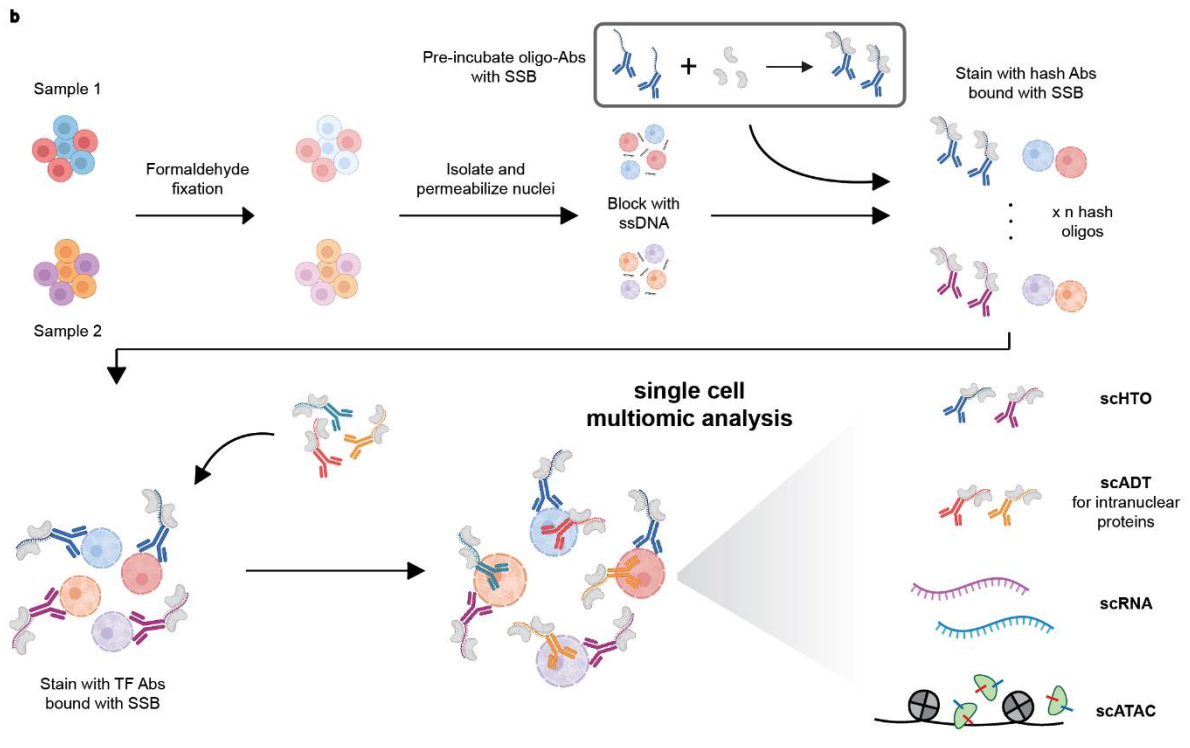 b
Sample 1
Formaldehyde
fixation
Isolate and
permeabilize nuclei
Pre-incubate oligo-Abs
with SSB
+
Block with
ssDNA
Stain with hash Abs
bound with SSB
x n hash
oligos
Sample 2
single cell
multiomic analysis
Stain with TF Abs
bound with SSB
scHTO
scADT
for intranuclear
proteins
scRNA
scATAC